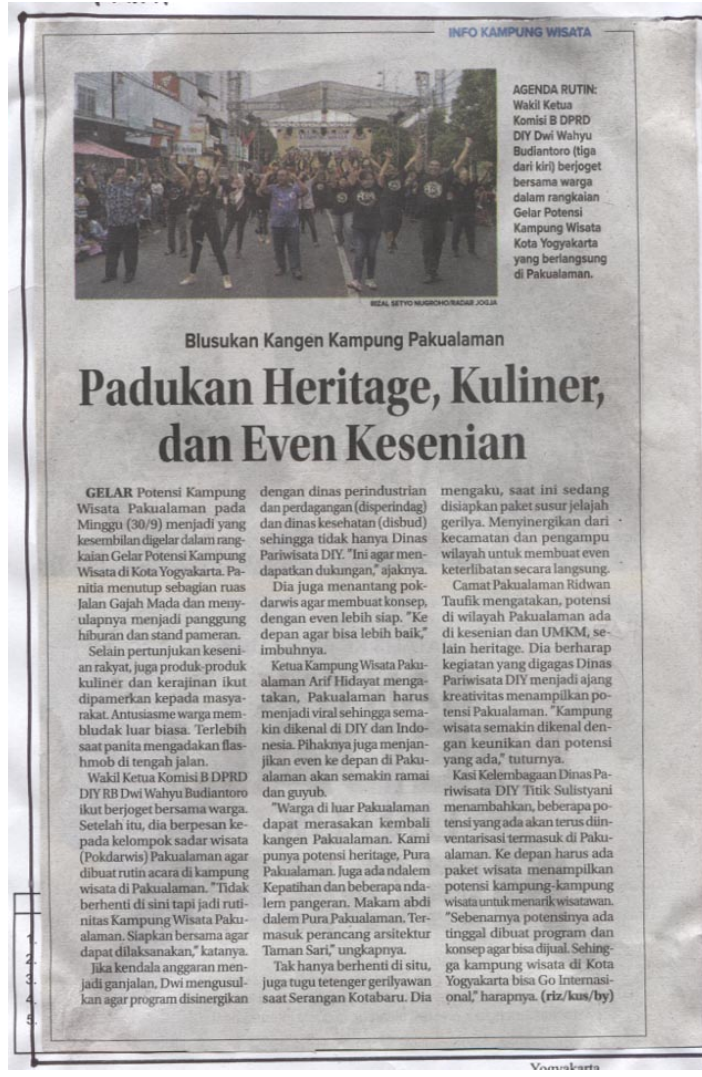 INFO KAMPUNG WISATA
AGENDA RUTIN:
Wakil Ketua
Komisi B DPRD
DIY Dwi Wahyu
Budiantoro (tiga
dari kiri) berjoget
bersama warga
dalam rangkaian
Gelar Potensi
Kampung Wisata
Kota Yogyakarta
yang berlangsung
di Pakualaman.
RIZAL SETYO NUGROHO/RADAR JOGJA
Blusukan Kangen Kampung Pakualaman
Padukan Heritage, Kuliner,
dan Even Kesenian
GELAR Potensi Kampung
Wisata Pakualaman pada
Minggu (30/9) menjadi yang
kesembilan digelar dalam rang-
kaian Gelar Potensi Kampung
Wisata di Kota Yogyakarta. Pa-
nitia menutup sebagian ruas
Jalan Gajah Mada dan meny-
ulapnya menjadi panggung
hiburan dan stand pameran.
Selain pertunjukan keseni-
an rakyat, juga produk-produk
kuliner dan kerajinan ikut
dipamerkan kepada masya-
rakat. Antusiasme warga mem-
bludak luar biasa. Terlebih
saat panita mengadakan flas-
hmob di tengah jalan.
Wakil Ketua Komisi B DPRD
DIY RB Dwi Wahyu Budiantoro
ikut berjoget bersama warga.
Setelah itu, dia berpesan ke-
pada kelompok sadar wisata
(Pokdarwis) Pakualaman agar
dibuat rutin acara di kampung
wisata di Pakualaman. "Tidak
berhenti di sini tapi jadi ruti-
nitas Kampung Wisata Paku-
alaman. Siapkan bersama agar
dapat dilaksanakan," katanya.
Jika kendala anggaran men-
jadi ganjalan, Dwi mengusul-
kan agar program disinergikan
dengan dinas perindustrian
dan perdagangan (disperindag)
dan dinas kesehatan (disbud)
sehingga tidak hanya Dinas
Pariwisata DIY. "Ini agar men-
dapatkan dukungan," ajaknya.
Dia juga menantang pok-
darwis agar membuat konsep,
dengan even lebih siap. "Ke
depan agar bisa lebih baik,"
imbuhnya.
Ketua Kampung Wisata Paku-
alaman Arif Hidayat menga-
takan, Pakualaman harus
menjadi viral sehingga sema-
kin dikenal di DIY dan Indo-
nesia. Pihaknya juga menjan-
jikan even ke depan di Paku-
alaman akan semakin ramai
dan guyub.
"Warga di luar Pakualaman
dapat merasakan kembali
kangen Pakualaman. Kami
punya potensi heritage, Pura
Pakualaman. Juga ada ndalem
Kepatihan dan beberapa nda-
lem pangeran. Makam abdi
dalem Pura Pakualaman. Ter-
masuk perancang arsitektur
Taman Sari," ungkapnya.
Tak hanya berhenti di situ,
juga tugu tetenger gerilyawan
saat Serangan Kotabaru. Dia
mengaku, saat ini sedang
disiapkan paket susur jelajah
gerilya. Menyinergikan dari
kecamatan dan pengampu
wilayah untuk membuat even
keterlibatan secara langsung.
Camat Pakualaman Ridwan
Taufik mengatakan, potensi
di wilayah Pakualaman ada
di kesenian dan UMKM, se-
lain heritage. Dia berharap
kegiatan yang digagas Dinas
Pariwisata DIY menjadi ajang
kreativitas menampilkan po-
tensi Pakualaman. "Kampung
wisata semakin dikenal den-
gan keunikan dan potensi
yang ada," tuturnya.
Kasi Kelembagaan Dinas Pa-
riwisata DIY Titik Sulistyani
menambahkan, beberapa po-
tensi yang ada akan terus diin-
ventarisasi termasuk di Paku-
alaman. Ke depan harus ada
paket wisata menampilkan
potensi kampung-kampung
wisata untuk menarik wisatawan.
"Sebenarnya potensinya ada
tinggal dibuat program dan
konsep agar bisa dijual. Sehing-
ga kampung wisata di Kota
Yogyakarta bisa Go Internasi-
onal," harapnya. (riz/kus/by)
1
2
3
4
5
Yogyakarta